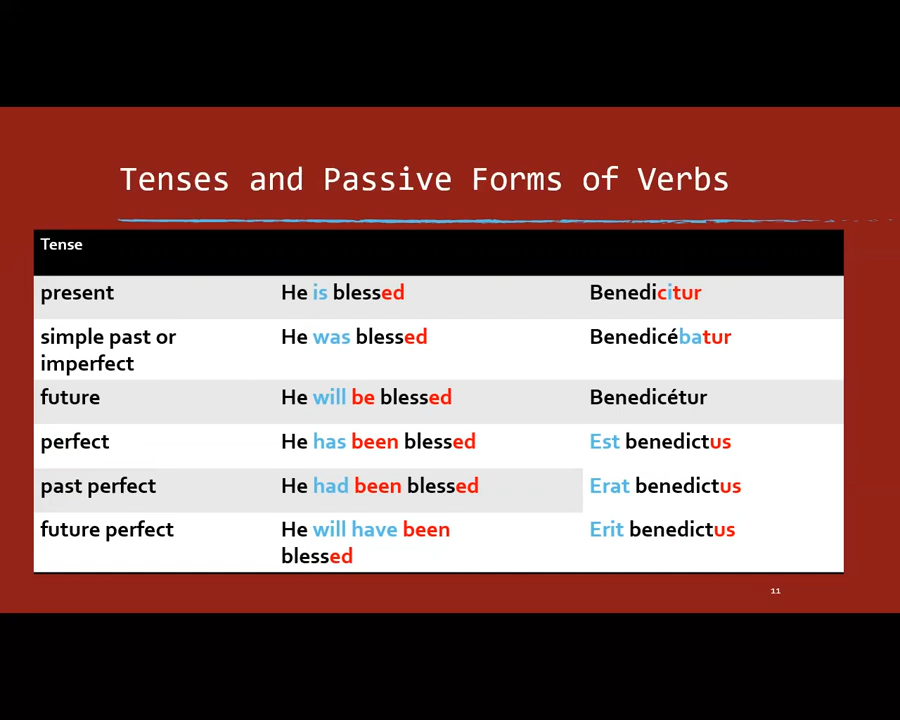 Tenses and Passive Forms of Verbs
Tense
present He is blessed Benedicitur
simple past or He was blessed Benedicébatur
imperfect
future He will be blessed Benedicétur
perfect He has been blessed Est benedictus
past perfect He had been blessed Erat benedictus
future perfect He will have been Erit benedictus
blessed
11